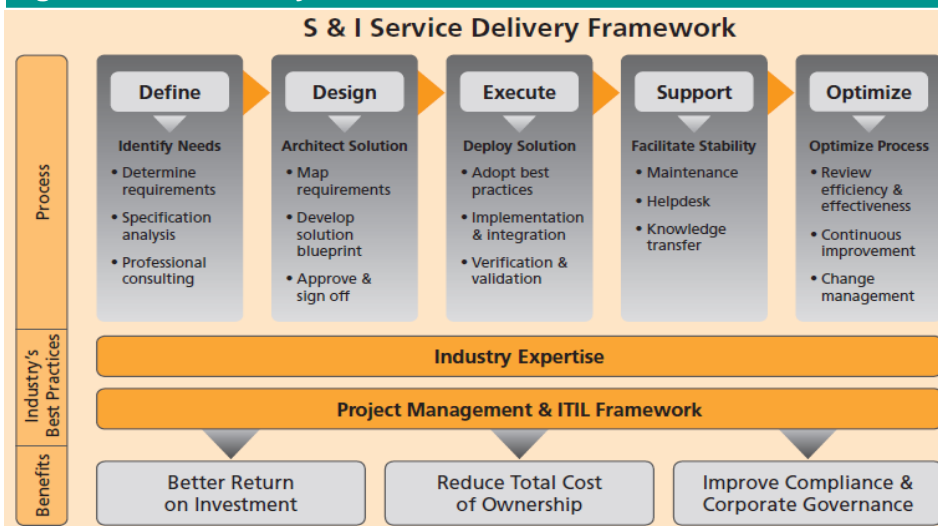 S & I Service Delivery Framework
Process
Define
Identify Needs
• Determine
requirements
• Specification
analysis
• Professional
consulting
Design
Architect Solution
• Map
requirements
• Develop
solution
blueprint
• Approve &
sign off
Execute
Deploy Solution
• Adopt best
practices
• Implementation
& integration
• Verification &
validation
Support
Facilitate Stability
• Maintenance
• Helpdesk
• Knowledge
transfer
Optimize
Optimize Process
• Review
efficiency &
effectiveness
• Continuous
improvement
• Change
management
Industry's
Best Practices
Industry Expertise
Project Management & ITIL Framework
Benefits
Better Return
on Investment
Reduce Total Cost
of Ownership
Improve Compliance &
Corporate Governance